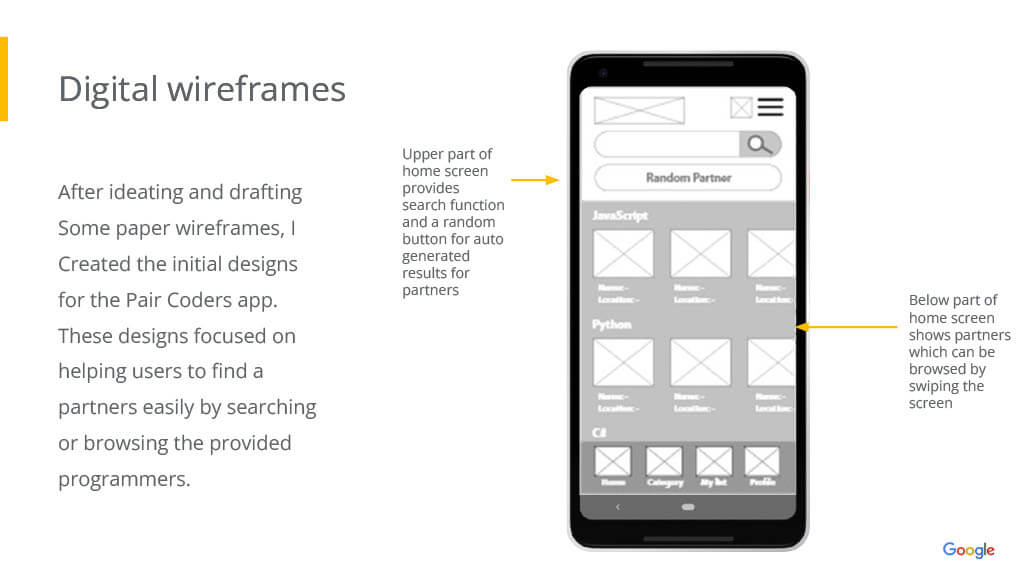 Digital wireframes
After ideating and drafting
Some paper wireframes, I
Created the initial designs
for the Pair Coders app.
These designs focused on
helping users to find a
partners easily by searching
or browsing the provided
programmers.
Upper part of
home screen
provides
search function
and a random
button for auto
generated
results for
partners
Random Partner
JavaScript
Name:- Name:- Name:-
Location:- Location:- Location:-
Python
Name:- Name:- Name:-
Location:- Location:- Location:-
C#
Home Category My list Profile
Below part of
home screen
shows partners
which can be
browsed by
swiping the
screen
Google